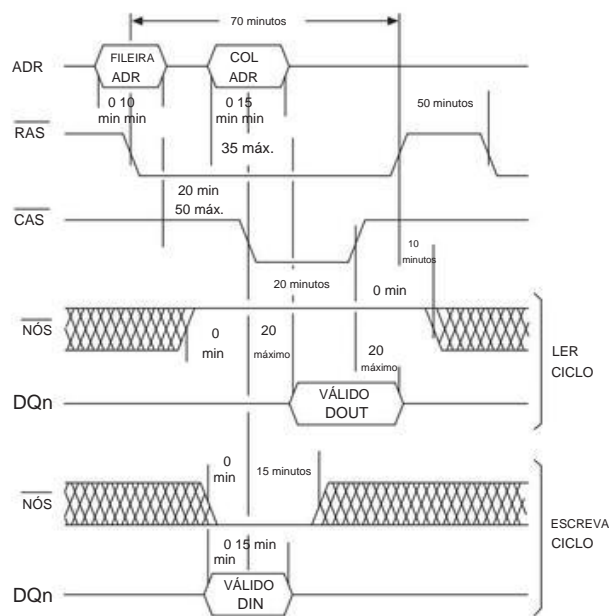 70 minutos
ADR
FILEIRA
ADR
COL
ADR
0 10
min min
0 15
min min
50 minutos
RAS
35 máx.
20 min
50 máx.
CAS
10
minutos
20 minutos
0 min
NÓS
0
min
20
máximo
20
máximo
LER
CICLO
DQn
VÁLIDO
DOUT
0
min
15 minutos
NÓS
ESCREVA
CICLO
0 15 min
min
DQn
VÁLIDO
DIN